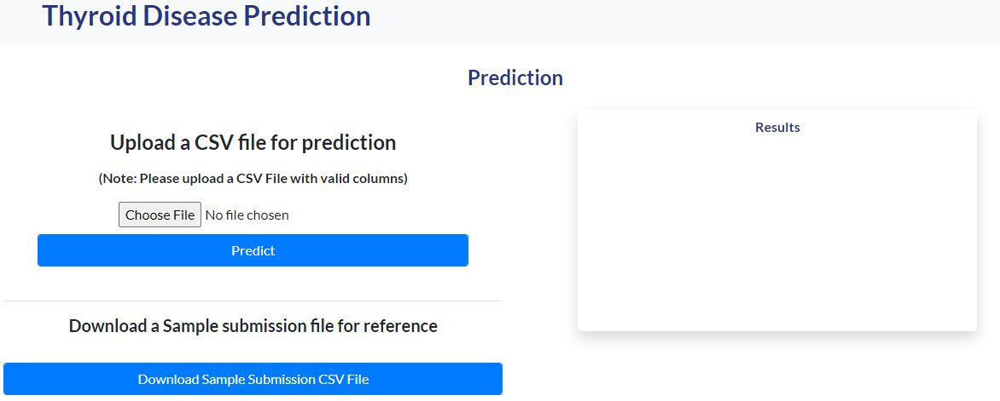 Thyroid Disease Prediction
Prediction
Upload a CSV file for prediction
(Note: Please upload a CSV File with valid columns)
Choose File No file chosen
Predict
Download a Sample submission file for reference
Download Sample Submission CSV File
Results